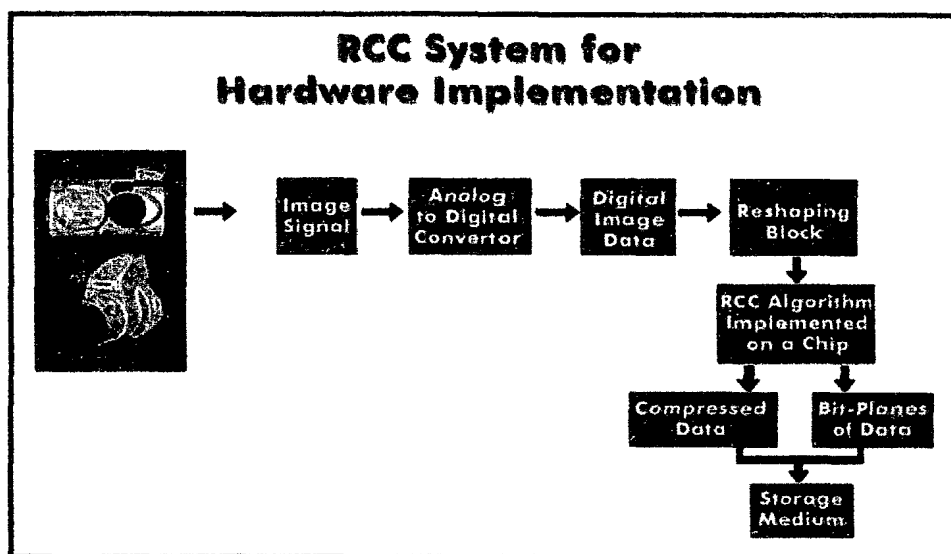 RCC System for
Hardware Implementation
Image
Signal
Analog
to Digital
Convertor
Digital
Image
Data
Reshaping
Block
RCC Algorithm
Implemented
on a Chip
Compressed
Data
Bit-Planes
of Data
Storage
Medium